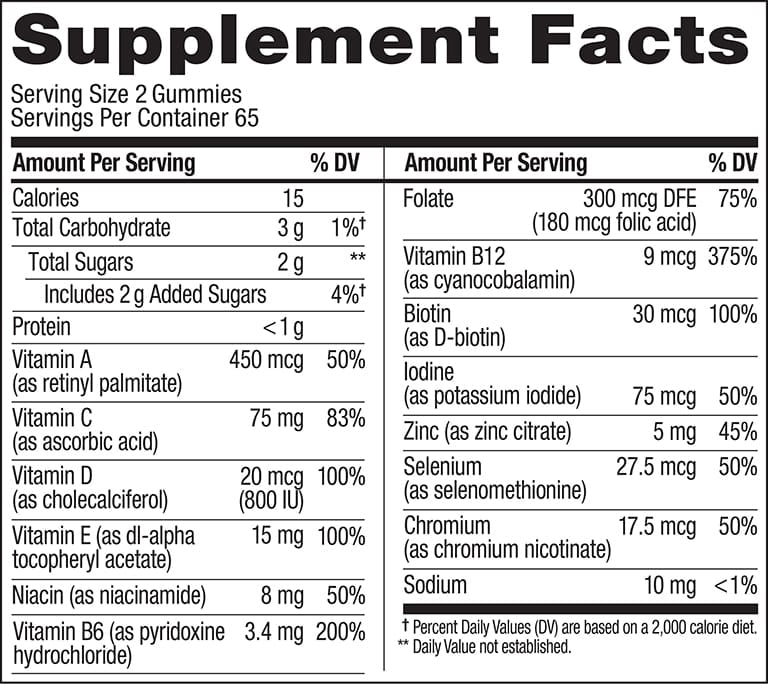 Supplement Facts
Serving Size 2 Gummies
Servings Per Container 65
Amount Per Serving % DV
Calories 15
Total Carbohydrate 3 g 1%†
Total Sugars 2 g **
Includes 2 g Added Sugars 4%†
Protein <1 g
Vitamin A 450 mcg 50%
(as retinyl palmitate)
Vitamin C 75 mg 83%
(as ascorbic acid)
Vitamin D 20 mcg 100%
(as cholecalciferol) (800 IU)
Vitamin E (as dl-alpha 15 mg 100%
tocopheryl acetate)
Niacin (as niacinamide) 8 mg 50%
Vitamin B6 (as pyridoxine 3.4 mg 200%
hydrochloride)
Amount Per Serving % DV
Folate 300 mcg DFE 75%
(180 mcg folic acid)
Vitamin B12 9 mcg 375%
(as cyanocobalamin)
Biotin 30 mcg 100%
(as D-biotin)
Iodine
(as potassium iodide) 75 mcg 50%
Zinc (as zinc citrate) 5 mg 45%
Selenium 27.5 mcg 50%
(as selenomethionine)
Chromium 17.5 mcg 50%
(as chromium nicotinate)
Sodium 10 mg <1%
† Percent Daily Values (DV) are based on a 2,000 calorie diet.
** Daily Value not established.